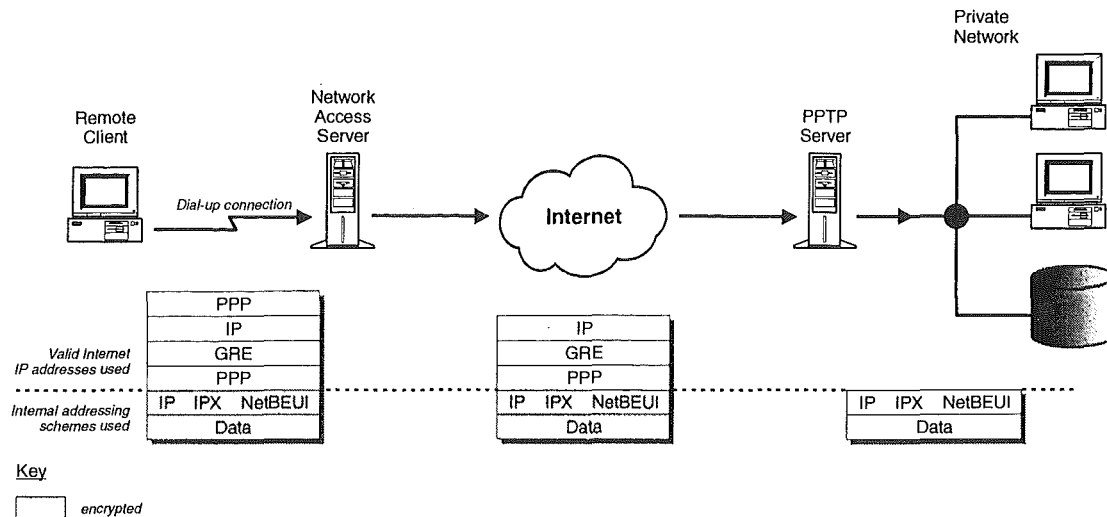 Private
Network
Network
Access
Server
Remote
Client
PPTP
Server
Dial-up connection
Internet
PPP
IP
GRE
PPP
IP IPX NetBEUI
Data
IP
GRE
PPP
IP IPX NetBEUI
Data
IP IPX NetBEUI
Data
Valid Internet
IP addresses used
Internal addressing
schemes used
Key
encrypted